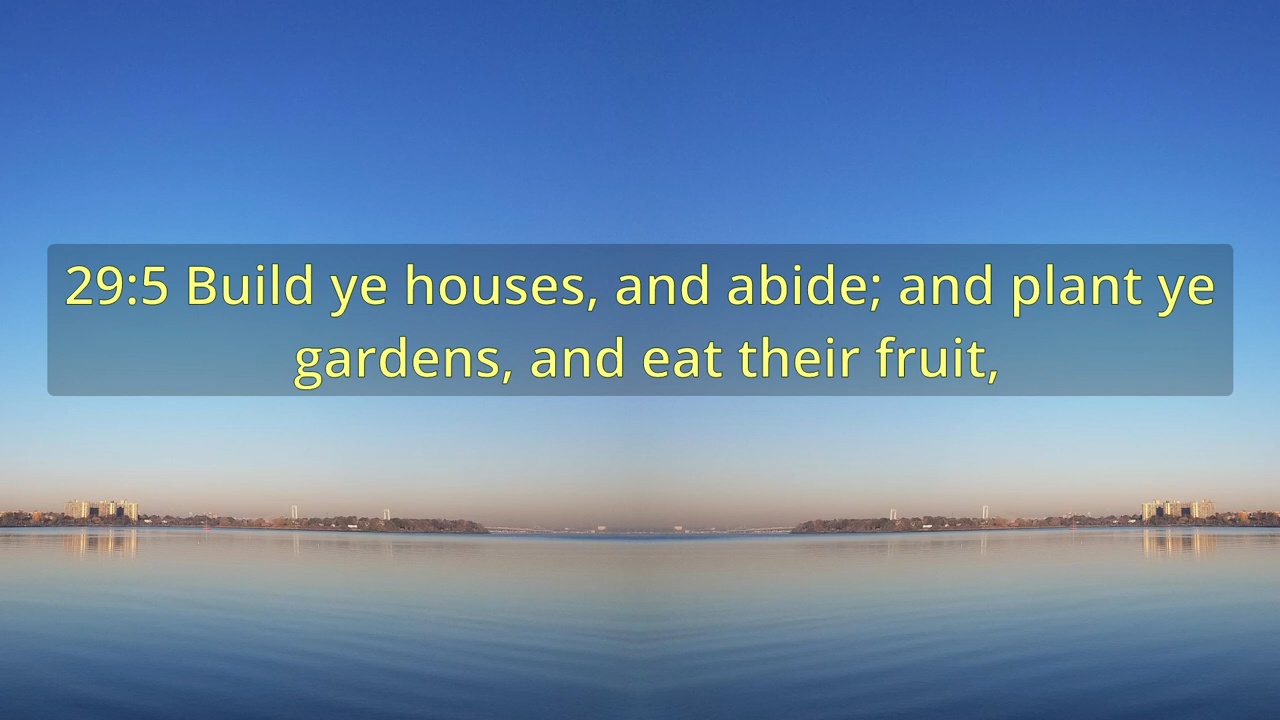 29:5 Build ye houses, and abide; and plant ye
gardens, and eat their fruit,